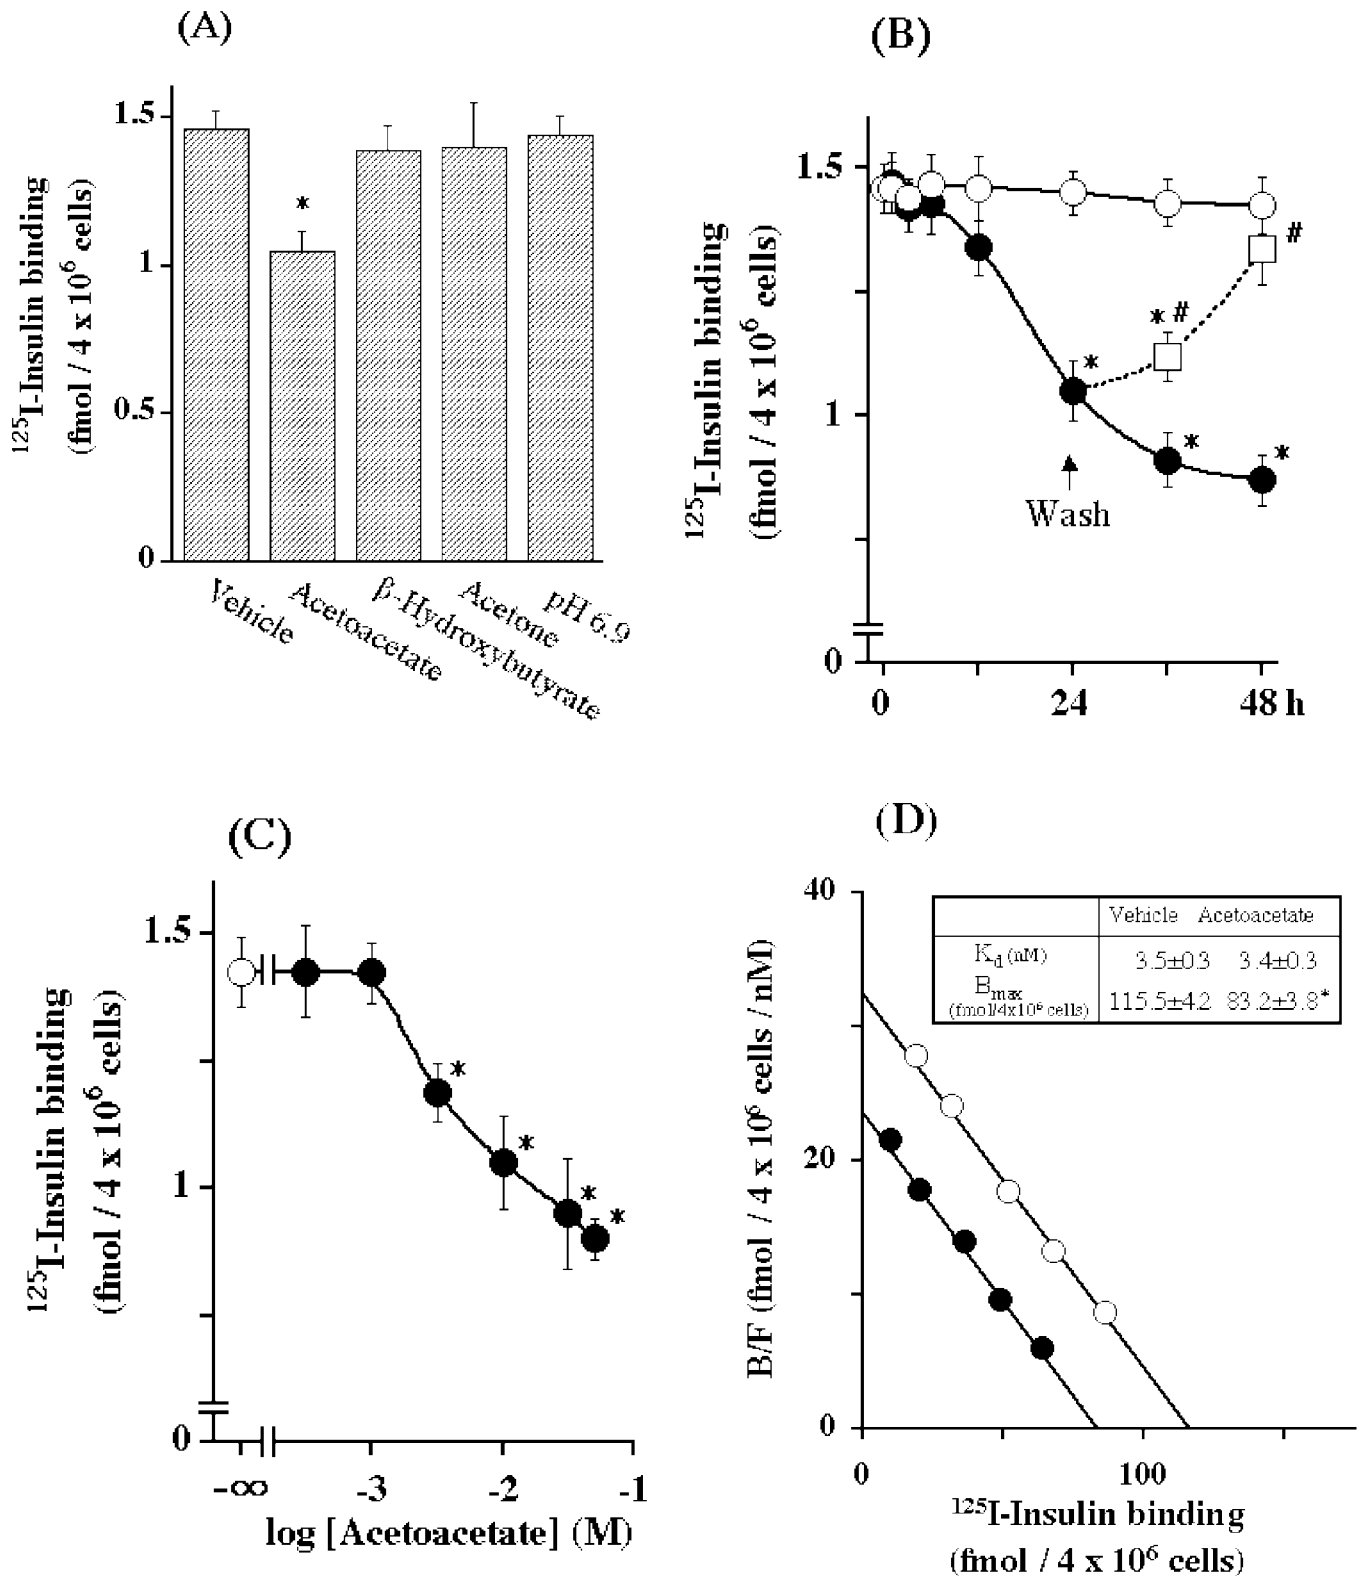 (A)
¹²⁵I-Insulin binding
(fmol / 4 x 10⁶ cells)
1.5
1
0.5
0
*
Vehicle
Acetoacetate
β-Hydroxybutyrate
Acetone
pH 6.9
(B)
¹²⁵I-Insulin binding
(fmol / 4 x 10⁶ cells)
1.5
1
0
#
* #
*
*
*
Wash
0 24 48 h
(C)
¹²⁵I-Insulin binding
(fmol / 4 x 10⁶ cells)
1.5
1
0
*
*
*
*
-∞ -3 -2 -1
log [Acetoacetate] (M)
(D)
B/F (fmol / 4 x 10⁶ cells / nM)
40
20
0
Vehicle Acetoacetate
Kd (nM) 3.5±0.3 3.4±0.3
Bmax
(fmol/4x10⁶ cells) 115.5±4.2 83.2±3.8*
0 100
¹²⁵I-Insulin binding
(fmol / 4 x 10⁶ cells)